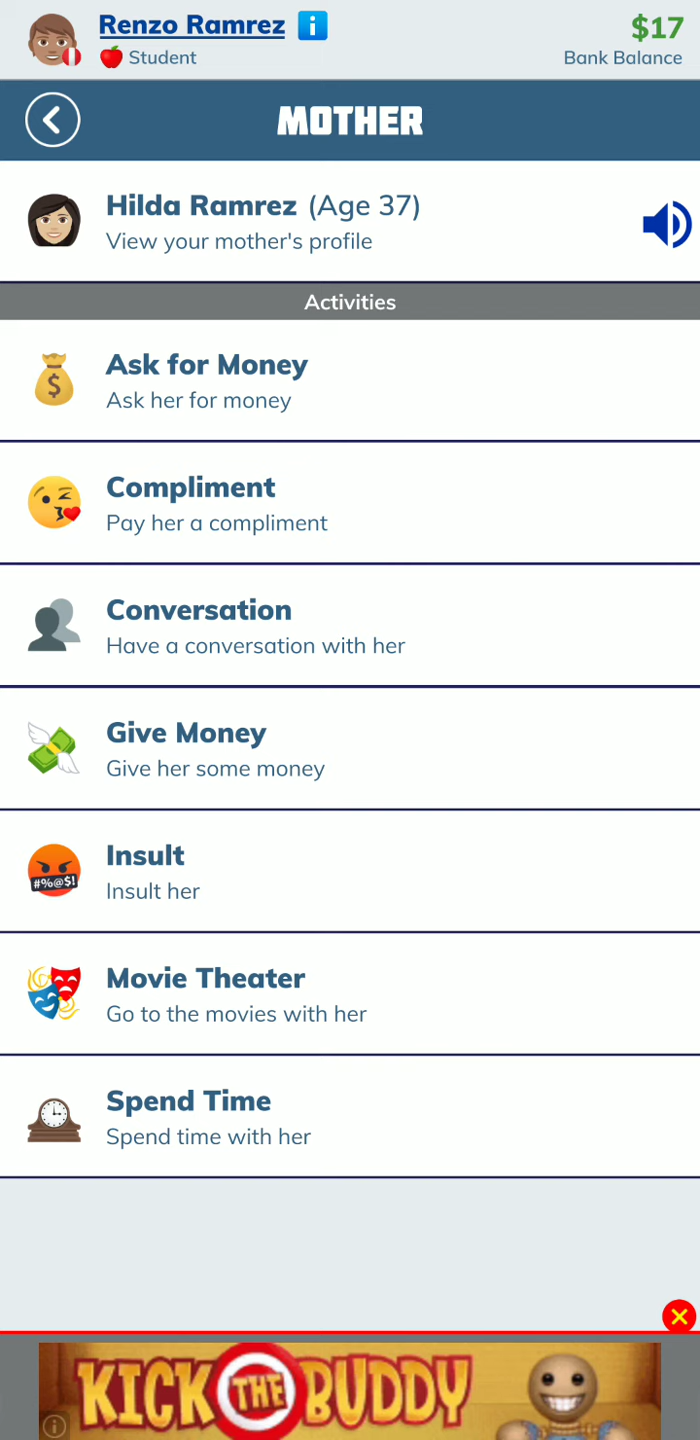 Renzo Ramrez
$17
Student
Bank Balance
MOTHER
Hilda Ramrez (Age 37)
View your mother's profile
Activities
Ask for Money
Ask her for money
Compliment
Pay her a compliment
Conversation
Have a conversation with her
Give Money
Give her some money
#%@$!
Insult
Insult her
Movie Theater
Go to the movies with her
Spend Time
Spend time with her
KICK THE BUDDY